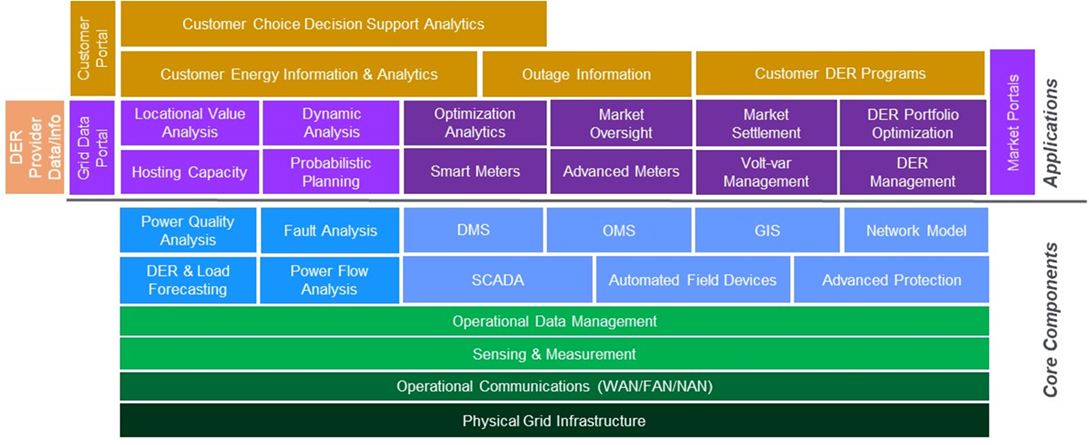 Customer Portal
Customer Choice Decision Support Analytics
Customer Energy Information & Analytics
Outage Information
Customer DER Programs
DER Provider Data/Info
Grid Data Portal
Locational Value
Analysis
Dynamic
Analysis
Optimization
Analytics
Market
Oversight
Market
Settlement
DER Portfolio
Optimization
Hosting Capacity
Probabilistic
Planning
Smart Meters
Advanced Meters
Volt-var
Management
DER
Management
Market Portals
Applications
Power Quality
Analysis
Fault Analysis
DMS
OMS
GIS
Network Model
DER & Load
Forecasting
Power Flow
Analysis
SCADA
Automated Field Devices
Advanced Protection
Operational Data Management
Sensing & Measurement
Operational Communications (WAN/FAN/NAN)
Physical Grid Infrastructure
Core Components